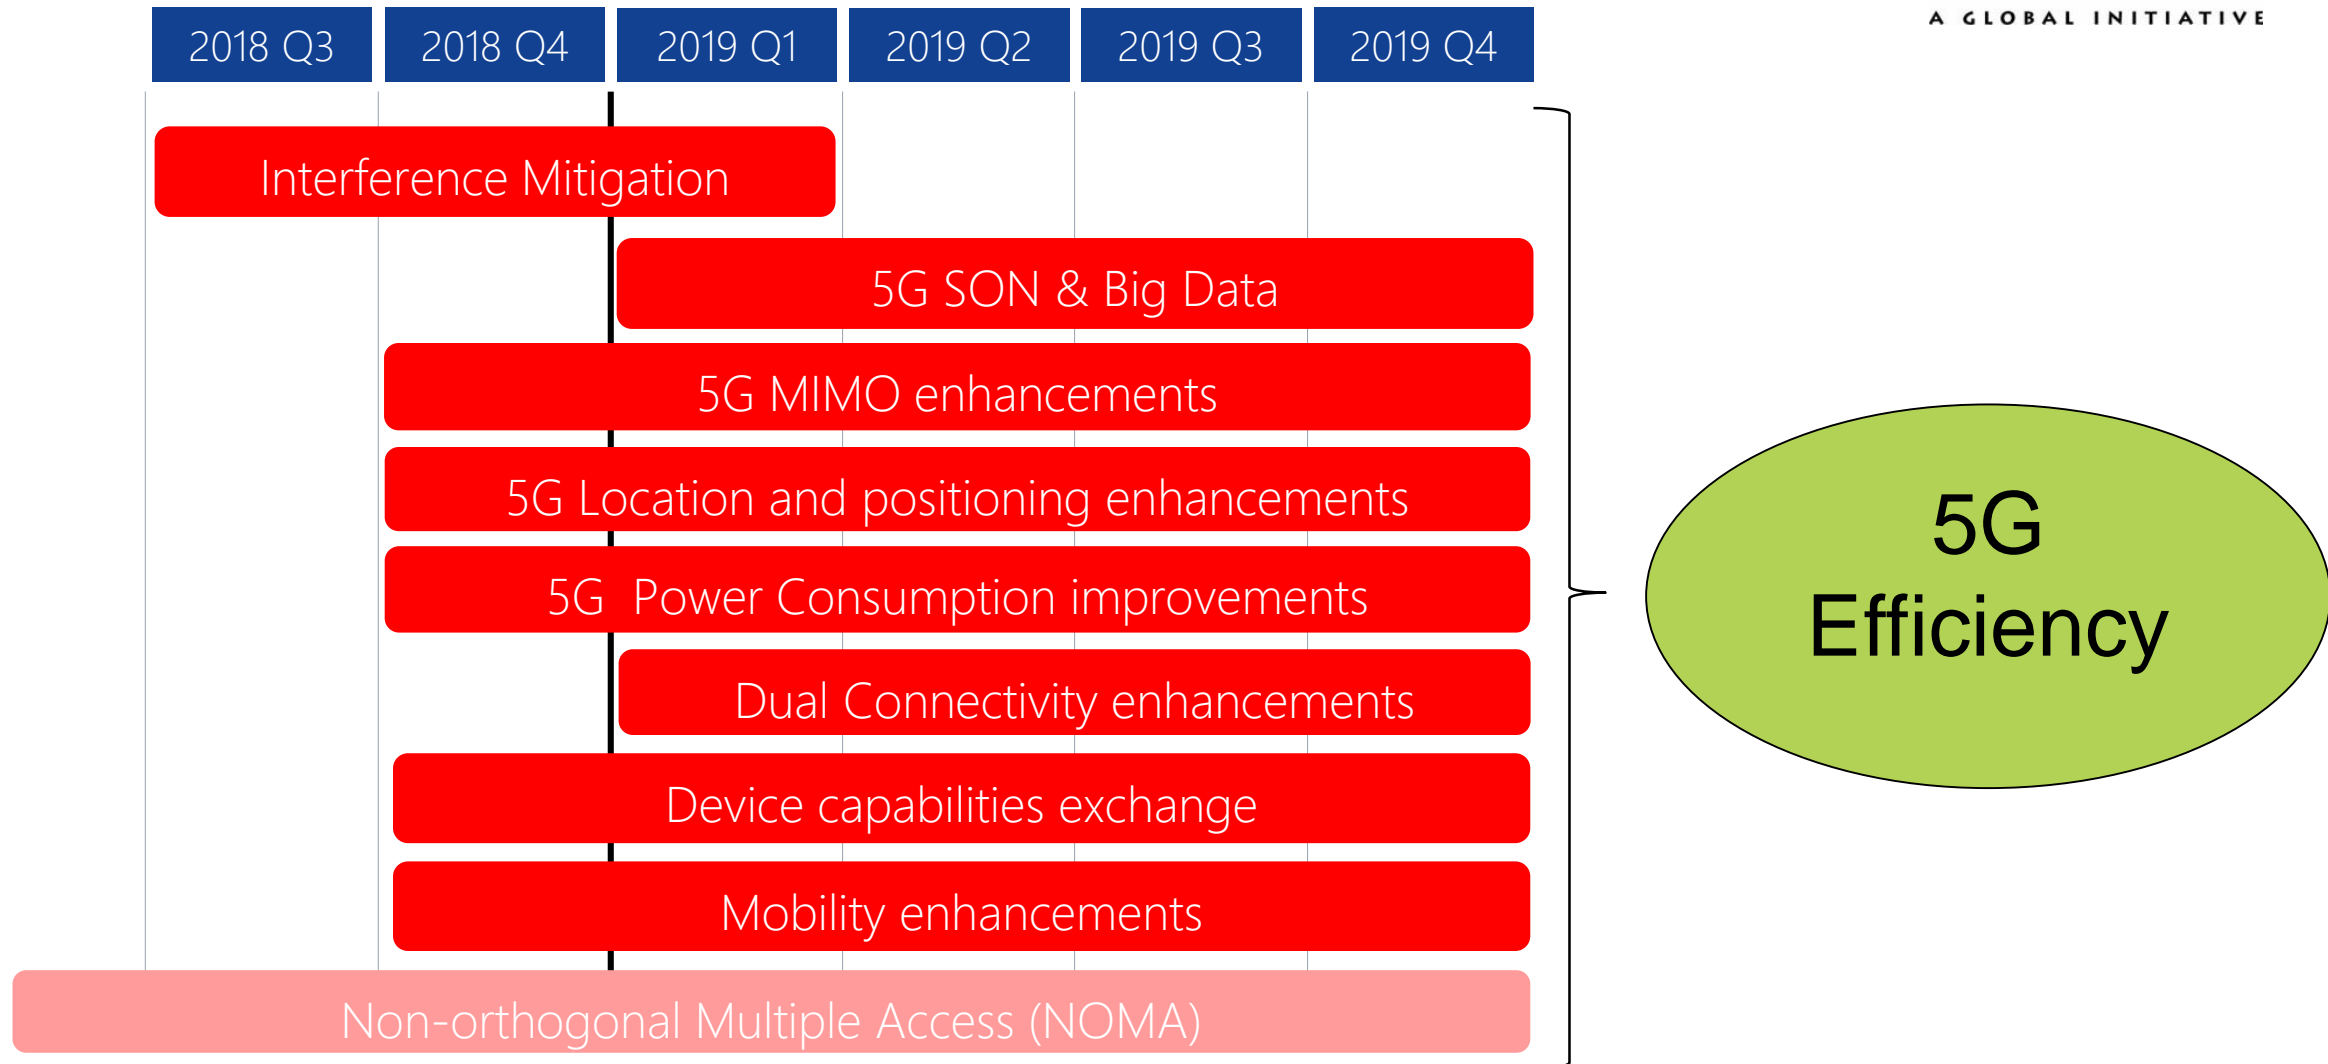 A GLOBAL INITIATIVE
2018 Q3
2018 Q4
2019 Q1
2019 Q2
2019 Q3
2019 Q4
Interference Mitigation
5G SON & Big Data
5G MIMO enhancements
5G Location and positioning enhancements
5G  Power Consumption improvements
Dual Connectivity enhancements
Device capabilities exchange
Mobility enhancements
Non-orthogonal Multiple Access (NOMA)
5G
Efficiency